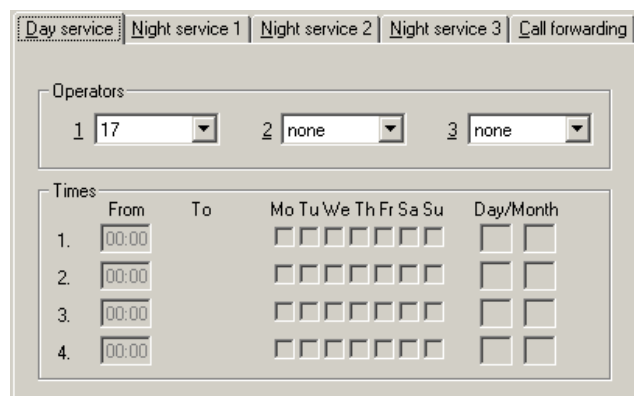 Day service Night service 1 Night service 2 Night service 3 Call forwarding
Operators
1 17 2 none 3 none
Times
From To Mo Tu We Th Fr Sa Su Day/Month
1. 00:00
2. 00:00
3. 00:00
4. 00:00